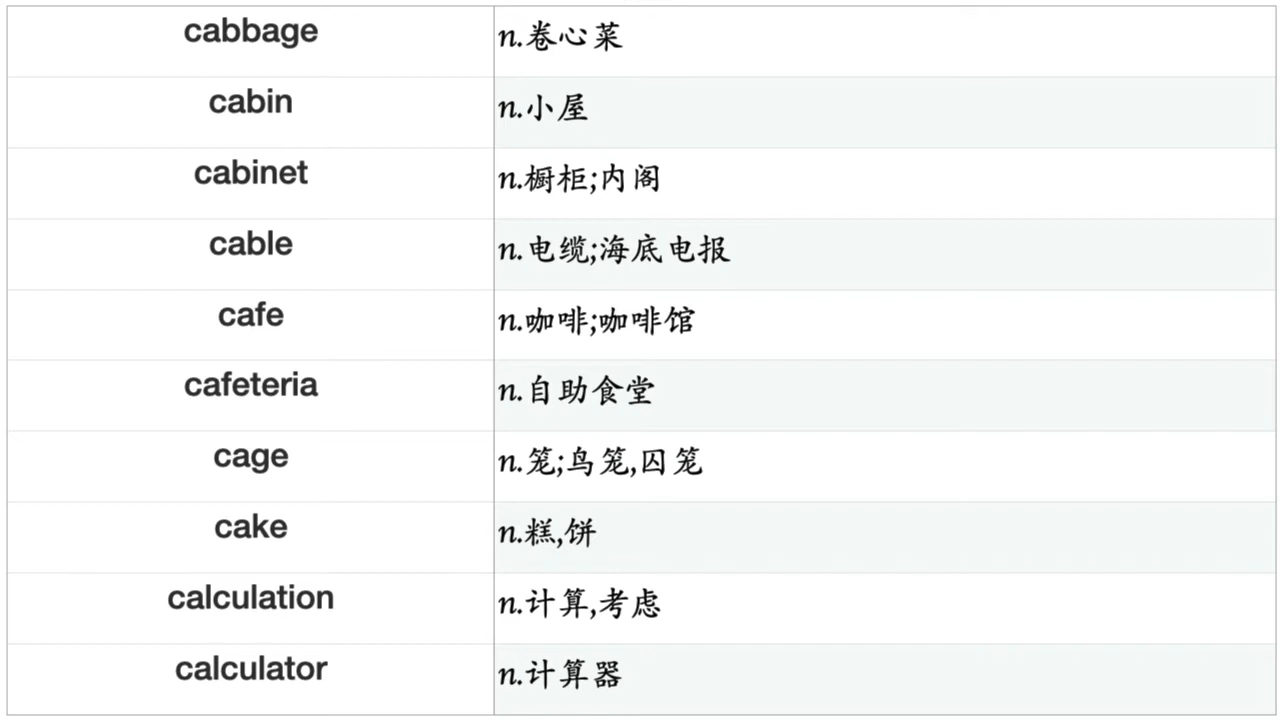 cabbage n.卷心菜
cabin n.小屋
cabinet n.橱柜;内阁
cable n.电缆;海底电报
cafe n.咖啡;咖啡馆
cafeteria n.自助食堂
cage n.笼;鸟笼,囚笼
cake n.糕,饼
calculation n.计算,考虑
calculator n.计算器